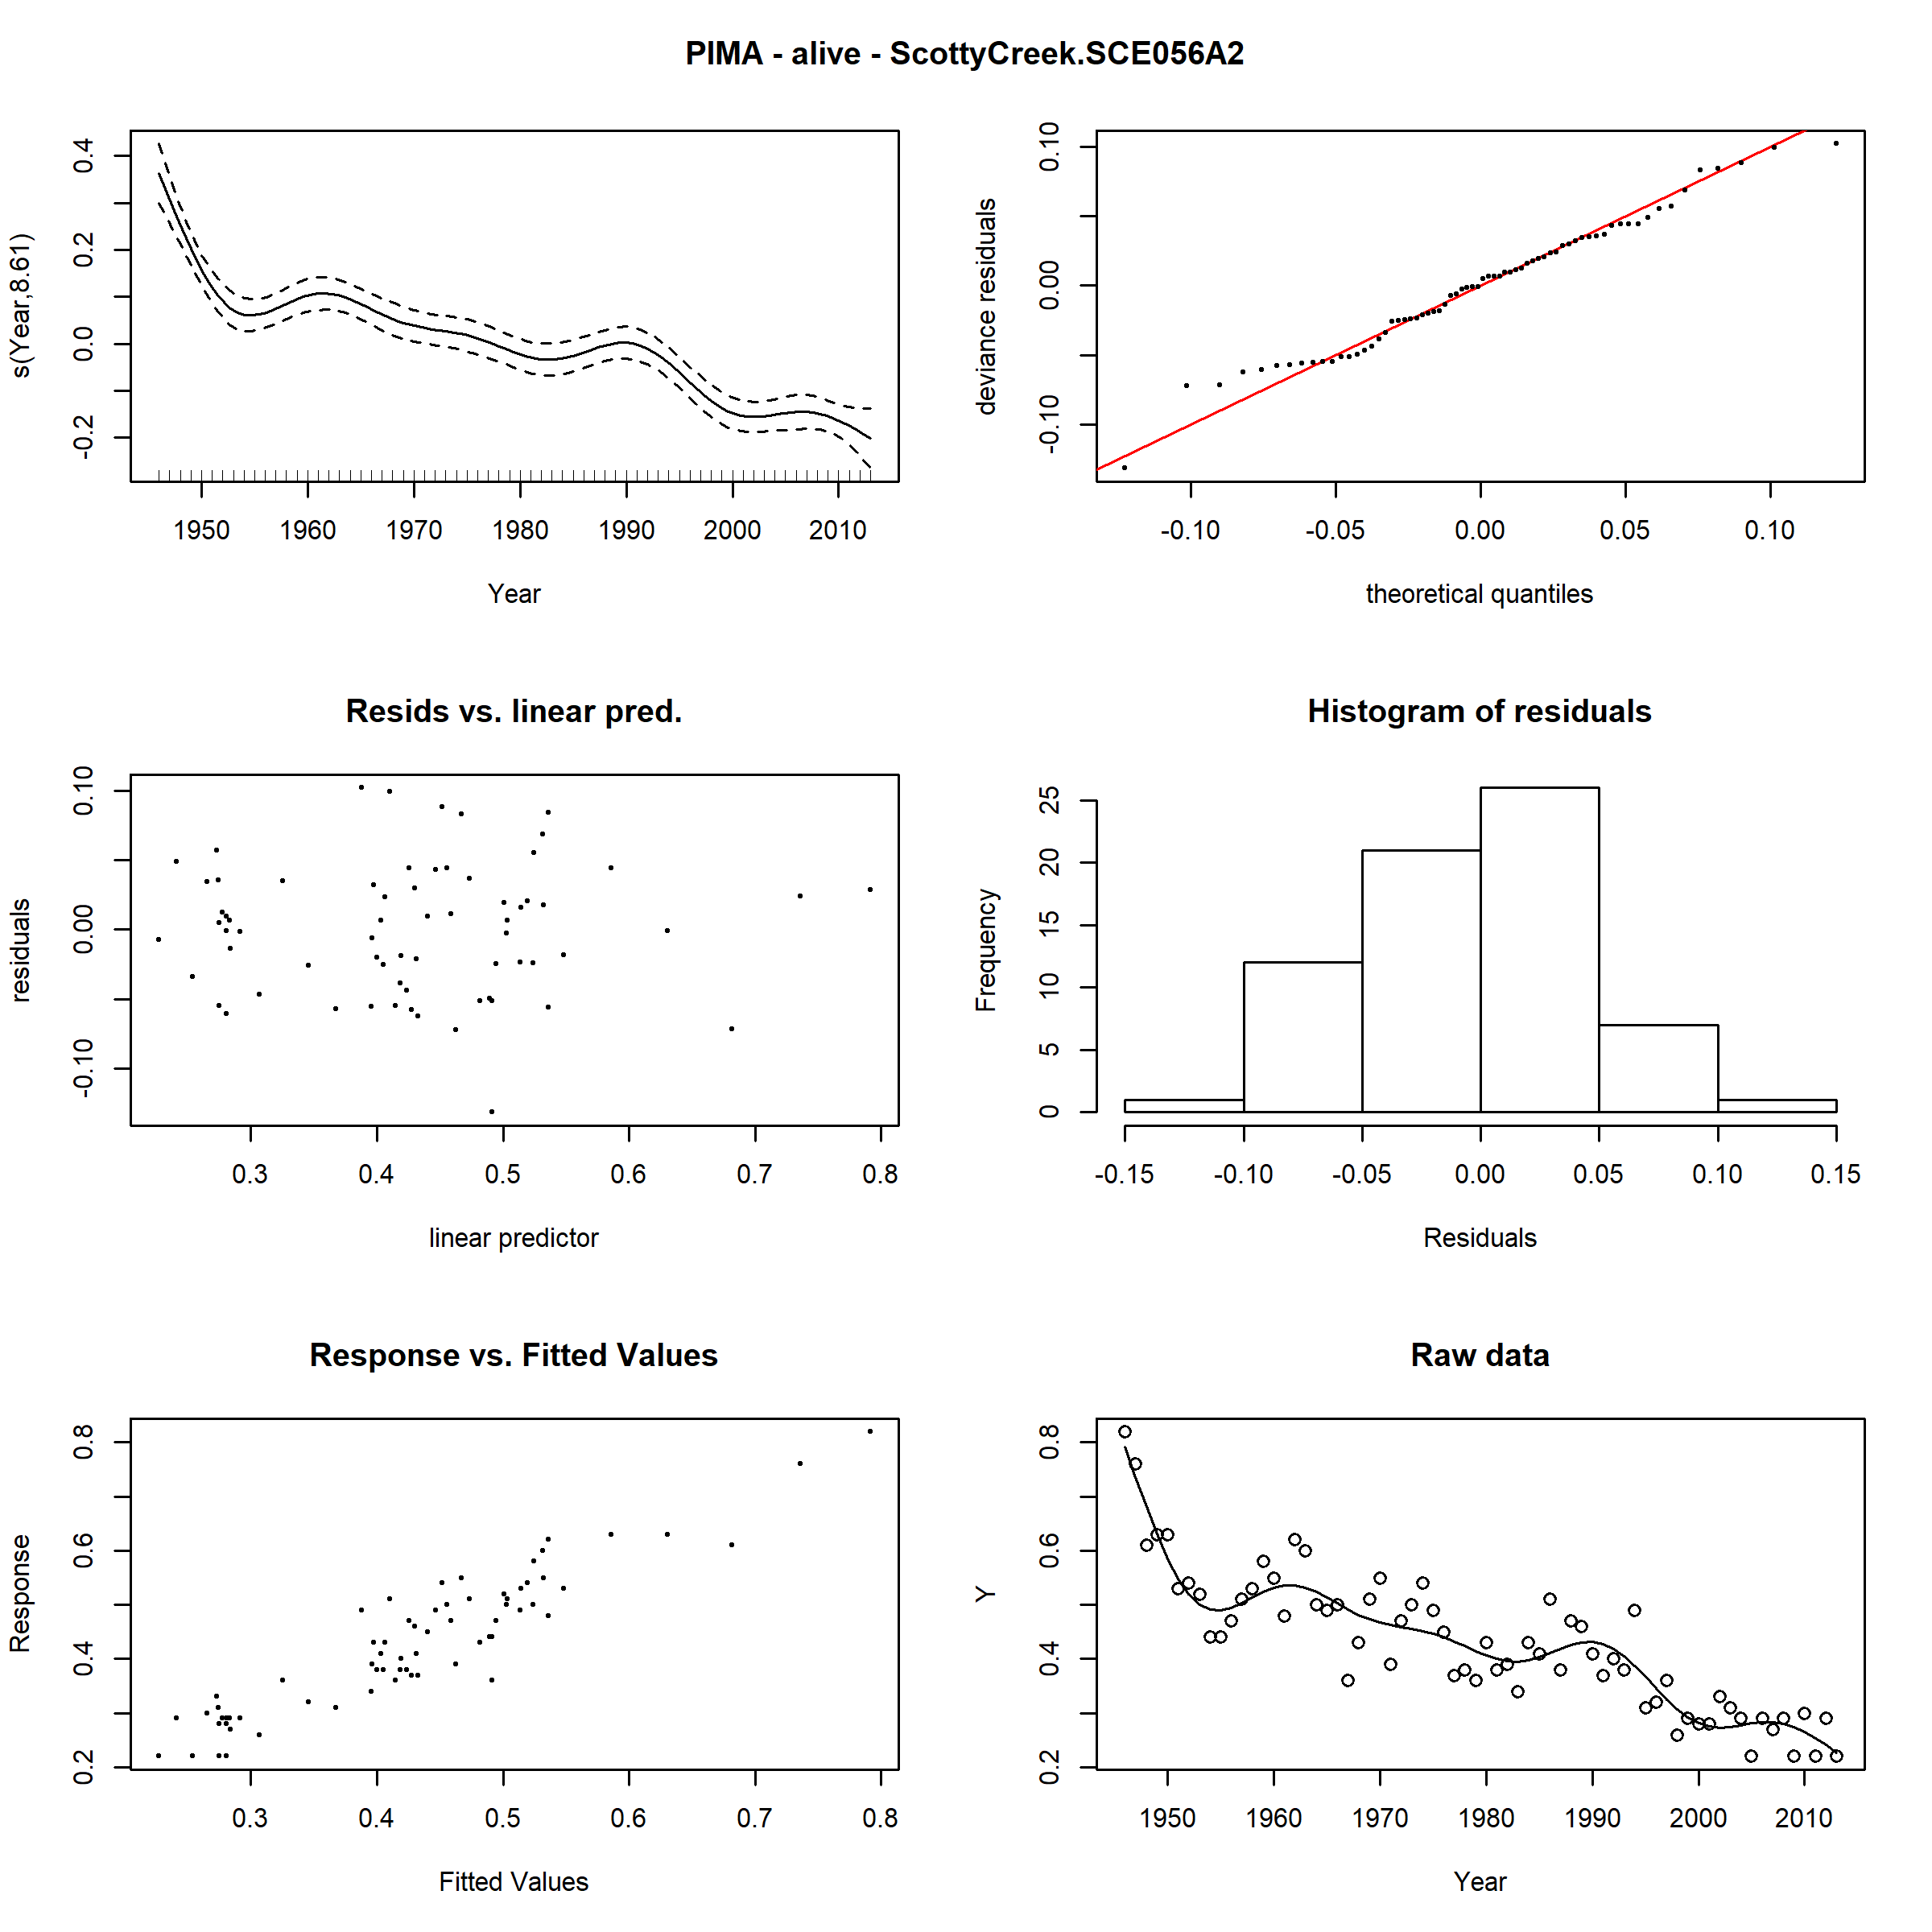 PIMA - alive - ScottyCreek.SCE056A2
s(Year,8.61)
0.4
0.2
0.0
-0.2
1950 1960 1970 1980 1990 2000 2010
Year
deviance residuals
0.10
0.00
-0.10
-0.10 -0.05 0.00 0.05 0.10
theoretical quantiles
Resids vs. linear pred.
residuals
0.10
0.00
-0.10
0.3 0.4 0.5 0.6 0.7 0.8
linear predictor
Histogram of residuals
Frequency
25
20
15
10
5
0
-0.15 -0.10 -0.05 0.00 0.05 0.10 0.15
Residuals
Response vs. Fitted Values
Response
0.8
0.6
0.4
0.2
0.3 0.4 0.5 0.6 0.7 0.8
Fitted Values
Raw data
Y
0.8
0.6
0.4
0.2
1950 1960 1970 1980 1990 2000 2010
Year